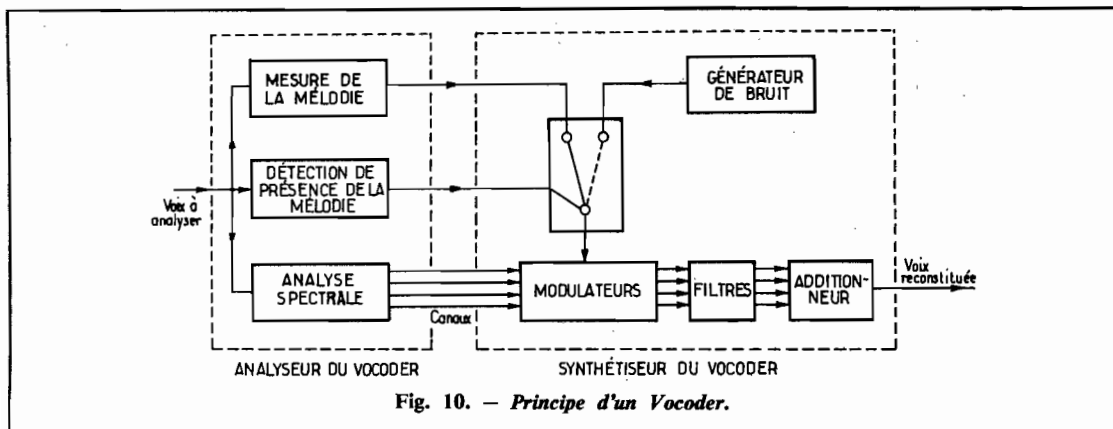 MESURE DE
LA MÉLODIE
GÉNÉRATEUR
DE BRUIT
DÉTECTION DE
PRÉSENCE DE LA
MÉLODIE
Voix à
analyser
ANALYSE
SPECTRALE
Canaux
MODULATEURS
FILTRES
ADDITION-
NEUR
Voix
reconstituée
ANALYSEUR DU VOCODER
SYNTHÉTISEUR DU VOCODER
Fig. 10. — Principe d'un Vocoder.